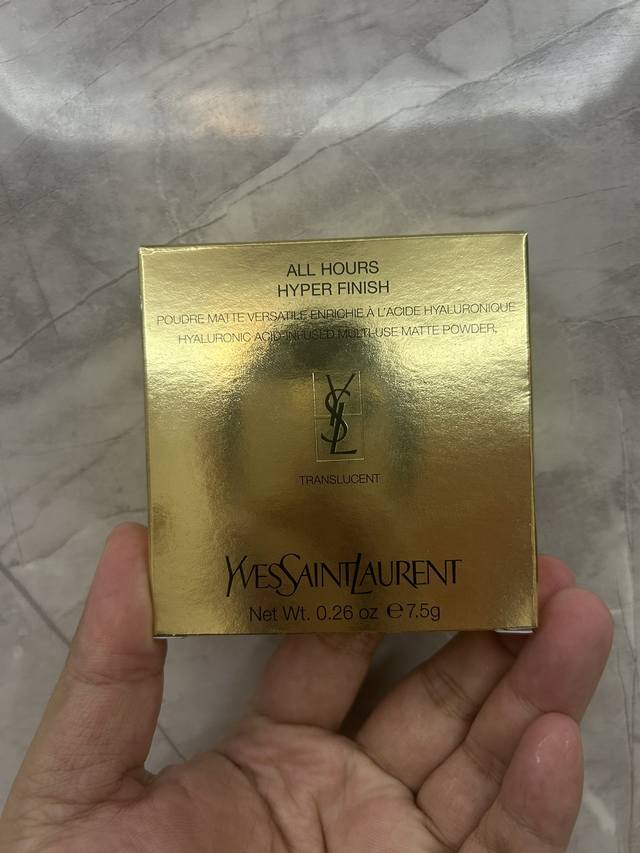 ALL HOURS
HYPER FINISH
POUDRE MATTE VERSATILE ENRICHIE À L'ACIDE HYALURONIQUE
HYALURONIC ACID-INFUSED MULTI-USE MATTE POWDER,
YSL
TRANSLUCENT
YVESSAINTLAURENT
Net Wt. 0.26 oz ℮ 7.5g